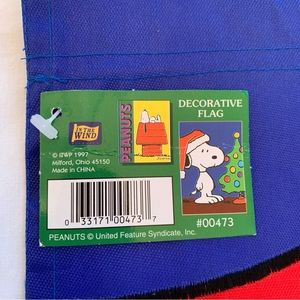 IN THE
WIND
PEANUTS
DECORATIVE
FLAG
© ITWP 1997
Milford, Ohio 45150
Made in CHINA
0 33171 00473 7
#00473
PEANUTS © United Feature Syndicate, Inc.